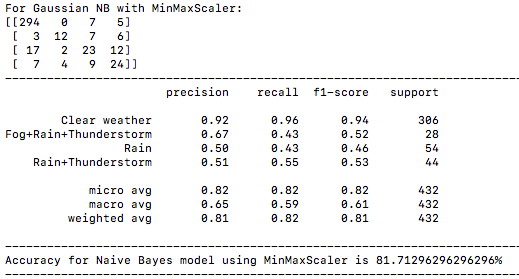 For Gaussian NB with MinMaxScaler:
[[294 0 7 5]
[ 3 12 7 6]
[ 17 2 23 12]
[ 7 4 9 24]]
precision recall f1-score support
Clear weather 0.92 0.96 0.94 306
Fog+Rain+Thunderstorm 0.67 0.43 0.52 28
Rain 0.50 0.43 0.46 54
Rain+Thunderstorm 0.51 0.55 0.53 44
micro avg 0.82 0.82 0.82 432
macro avg 0.65 0.59 0.61 432
weighted avg 0.81 0.82 0.81 432
Accuracy for Naive Bayes model using MinMaxScaler is 81.71296296296296%